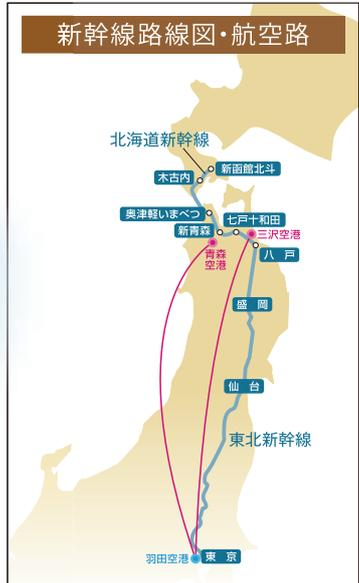 新幹線路線図・航空路
北海道新幹線
新函館北斗
木古内
奥津軽いまべつ
七戸十和田
新青森
三沢空港
青森
空港
八戸
盛岡
仙台
東北新幹線
羽田空港
東京